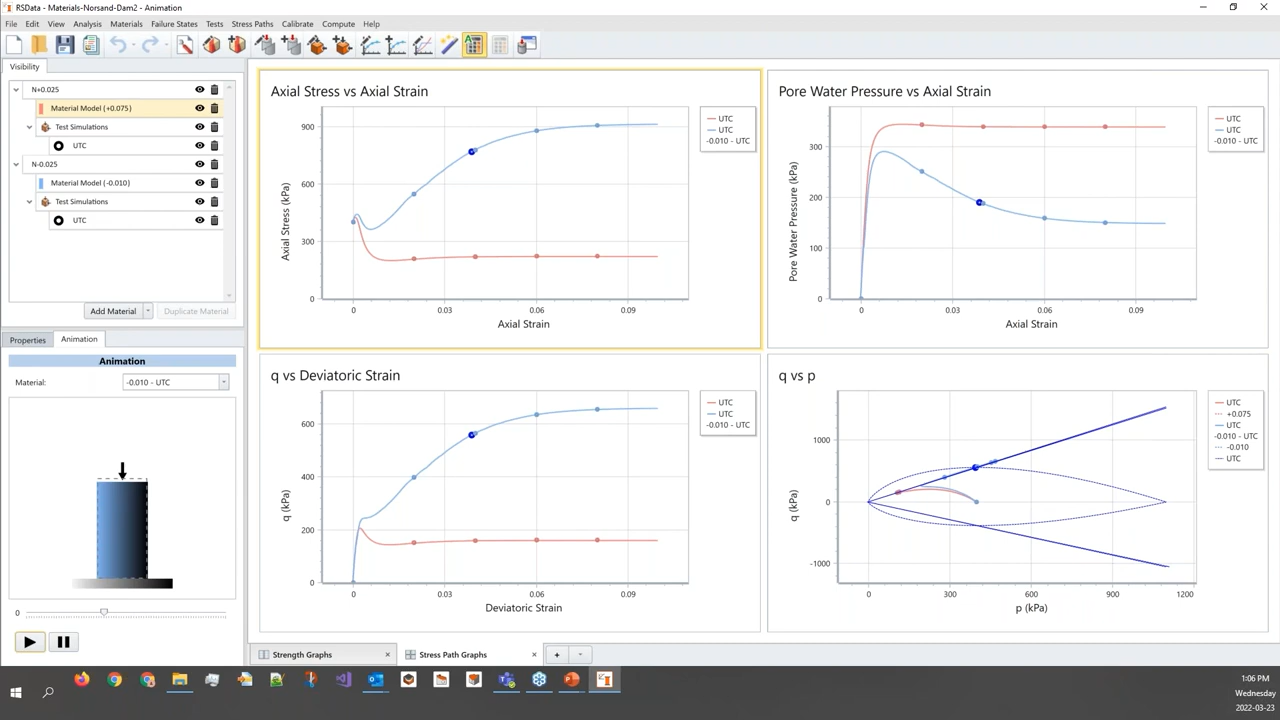 RSData - Materials-Norsand-Dam2 - Animation
File Edit View Analysis Materials Failure States Tests Stress Paths Calibrate Compute Help
Visibility
N+0.025
Material Model (+0.075)
Test Simulations
UTC
N-0.025
Material Model (-0.010)
Test Simulations
UTC
Add Material
Duplicate Material
Properties
Animation
Animation
Material:
-0.010 - UTC
0
Axial Stress vs Axial Strain
Axial Stress (kPa)
900
600
300
0
0 0.03 0.06 0.09
Axial Strain
UTC
UTC
-0.010 - UTC
Pore Water Pressure vs Axial Strain
Pore Water Pressure (kPa)
300
200
100
0
0 0.03 0.06 0.09
Axial Strain
UTC
UTC
-0.010 - UTC
q vs Deviatoric Strain
q (kPa)
600
400
200
0
0 0.03 0.06 0.09
Deviatoric Strain
UTC
UTC
-0.010 - UTC
q vs p
q (kPa)
1000
0
-1000
0 300 600 900 1200
p (kPa)
UTC
+0.075
UTC
-0.010 - UTC
-0.010
UTC
Strength Graphs
Stress Path Graphs
1:06 PM
Wednesday
2022-03-23